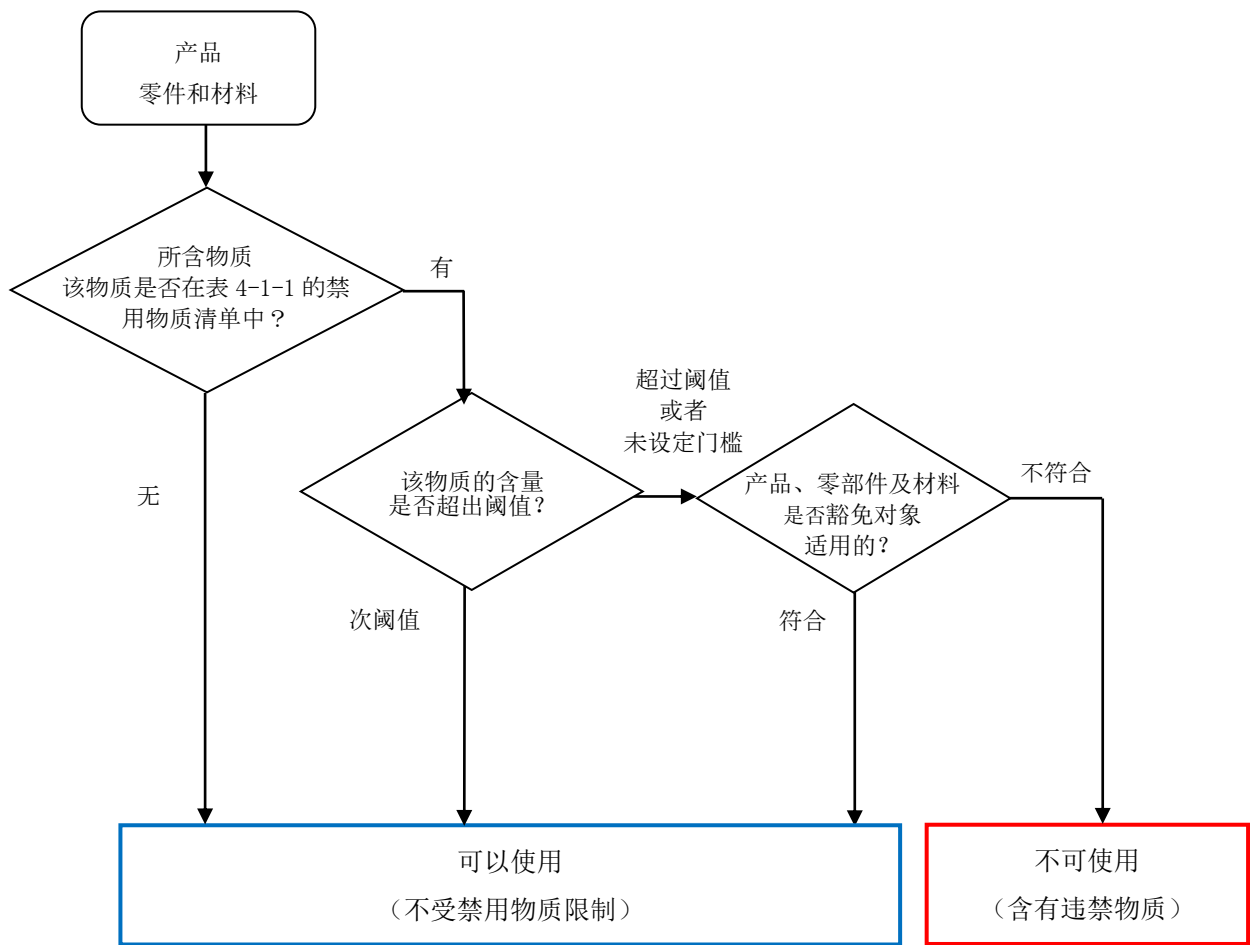 产品
零件和材料
所含物质
该物质是否在表 4-1-1 的禁
用物质清单中？
有
无
该物质的含量
是否超出阈值？
超过阈值
或者
未设定门槛
次阈值
产品、零部件及材料
是否豁免对象
适用的？
不符合
符合
可以使用
（不受禁用物质限制）
不可使用
（含有违禁物质）